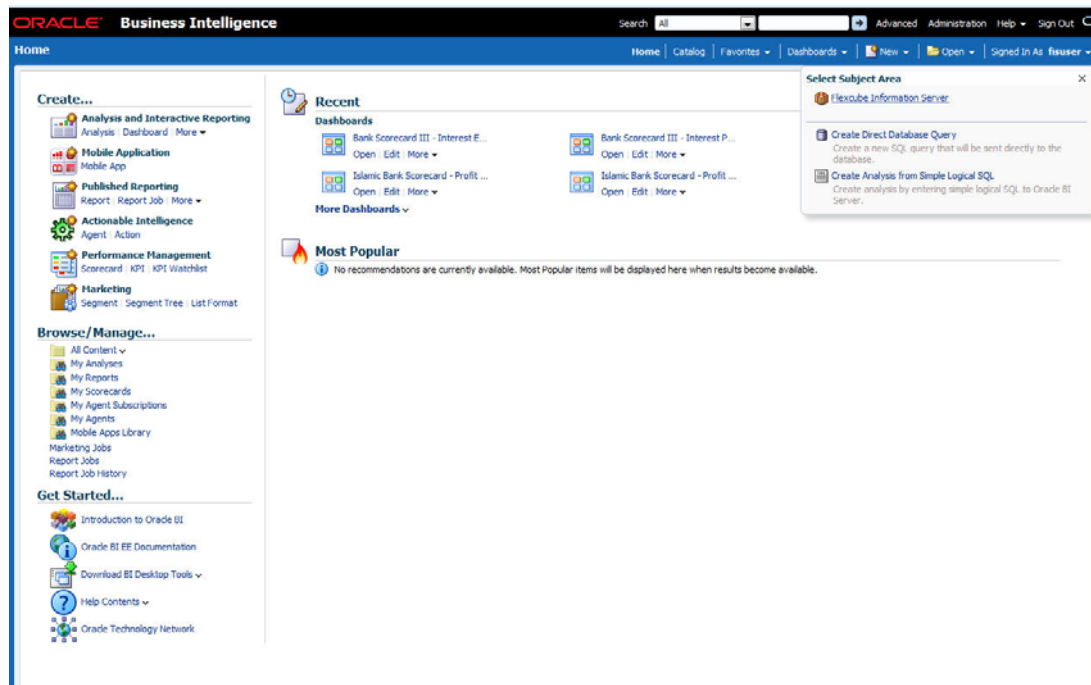 ORACLE Business Intelligence
Search All Advanced Administration Help Sign Out
Home
Home Catalog Favorites Dashboards New Open Signed In As fisuser
Select Subject Area
Flexcube Information Server
Create Direct Database Query
Create a new SQL query that will be sent directly to the
database.
Create Analysis from Simple Logical SQL
Create analysis by entering simple logical SQL to Oracle BI
Server.
Create...
Analysis and Interactive Reporting
Analysis Dashboard More
Mobile Application
Mobile App
Published Reporting
Report Report Job More
Actionable Intelligence
Agent Action
Performance Management
Scorecard KPI KPI Watchlist
Marketing
Segment Segment Tree List Format
Browse/Manage...
All Content
My Analyses
My Reports
My Scorecards
My Agent Subscriptions
My Agents
Mobile Apps Library
Marketing Jobs
Report Jobs
Report Job History
Get Started...
Introduction to Oracle BI
Oracle BI EE Documentation
Download BI Desktop Tools
Help Contents
Oracle Technology Network
Recent
Dashboards
Bank Scorecard III - Interest E...
Open Edit More
Bank Scorecard III - Interest P...
Open Edit More
Islamic Bank Scorecard - Profit ...
Open Edit More
Islamic Bank Scorecard - Profit ...
Open Edit More
More Dashboards
Most Popular
No recommendations are currently available. Most Popular items will be displayed here when results become available.